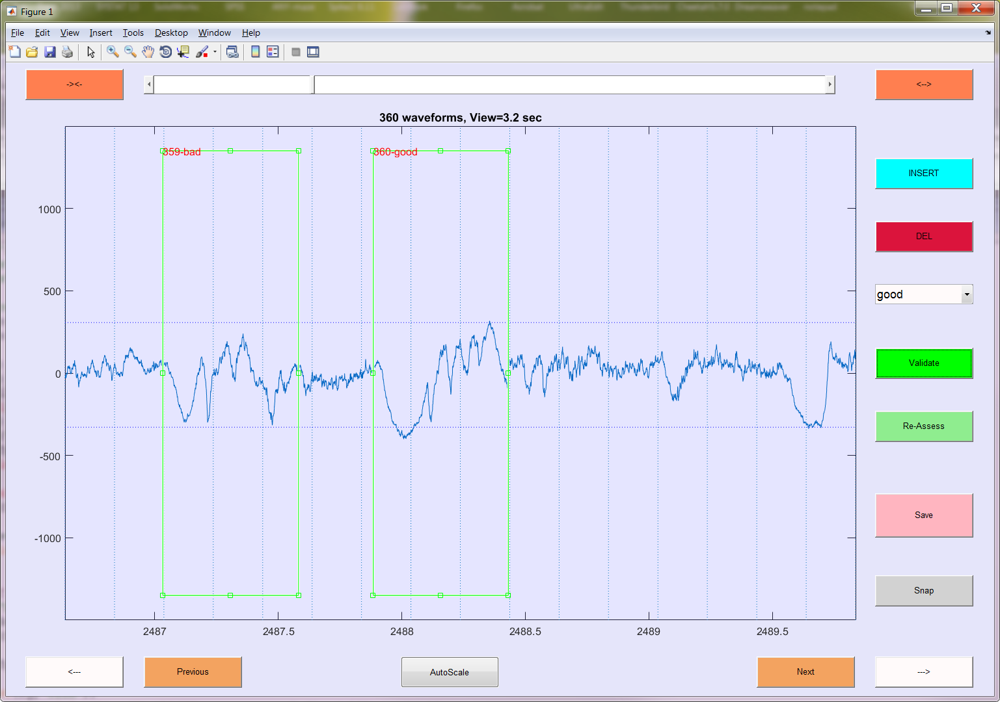 Figure 1
File Edit View Insert Tools Desktop Window Help
-><-
<-->
360 waveforms, View=3.2 sec
359-bad
360-good
1000
500
0
-500
-1000
2487 2487.5 2488 2488.5 2489 2489.5
INSERT
DEL
good
Validate
Re-Assess
Save
Snap
<---
Previous
AutoScale
Next
--->